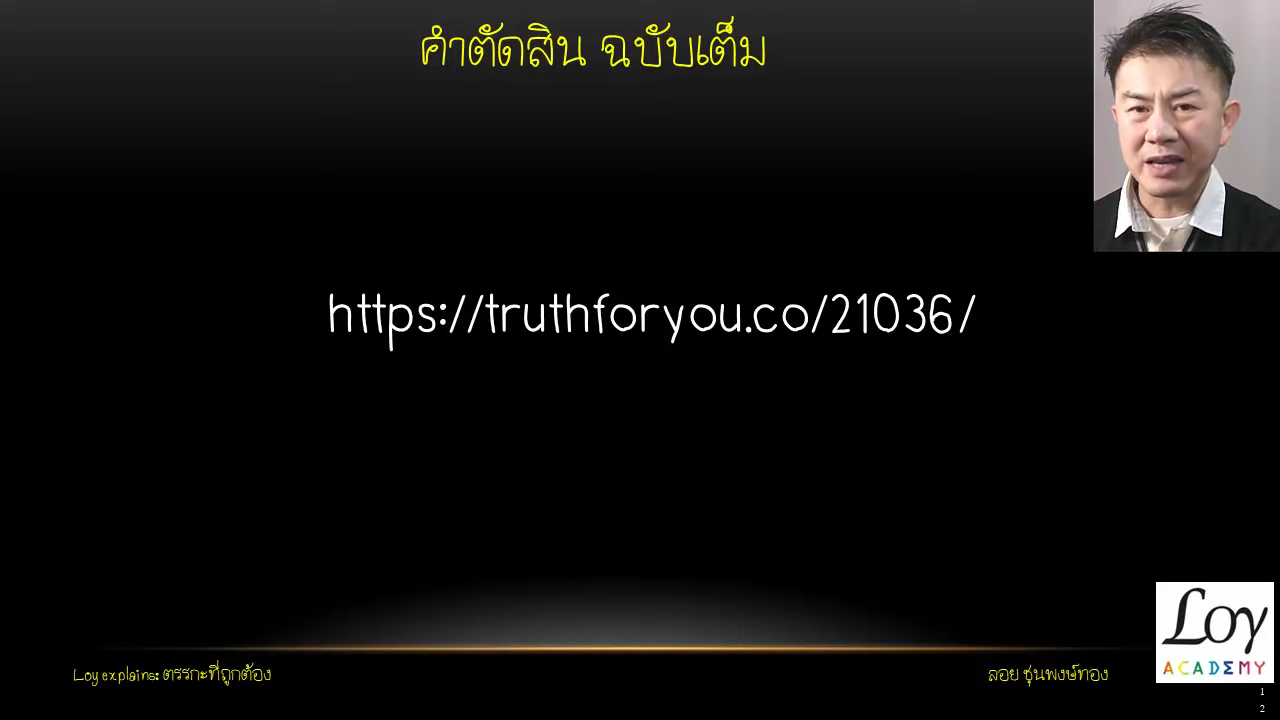 คำตัดสิน ฉบับเต็ม
https://truthforyou.co/21036/
Loy explains: ตรรกะที่ถูกต้อง
ลอย ชุนพงษ์ทอง
Loy
ACADEMY
1
2